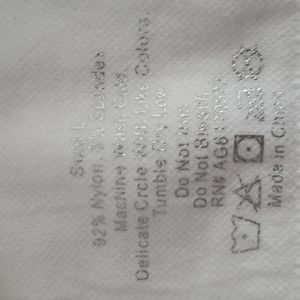 Size L
92% Nylon, 8% Spandex
Machine Wash Cold
Delicate Circle With Like Colors.
Tumble Dry Low
Do Not Iron
Do Not Bleach
RN# AG6
Made in China